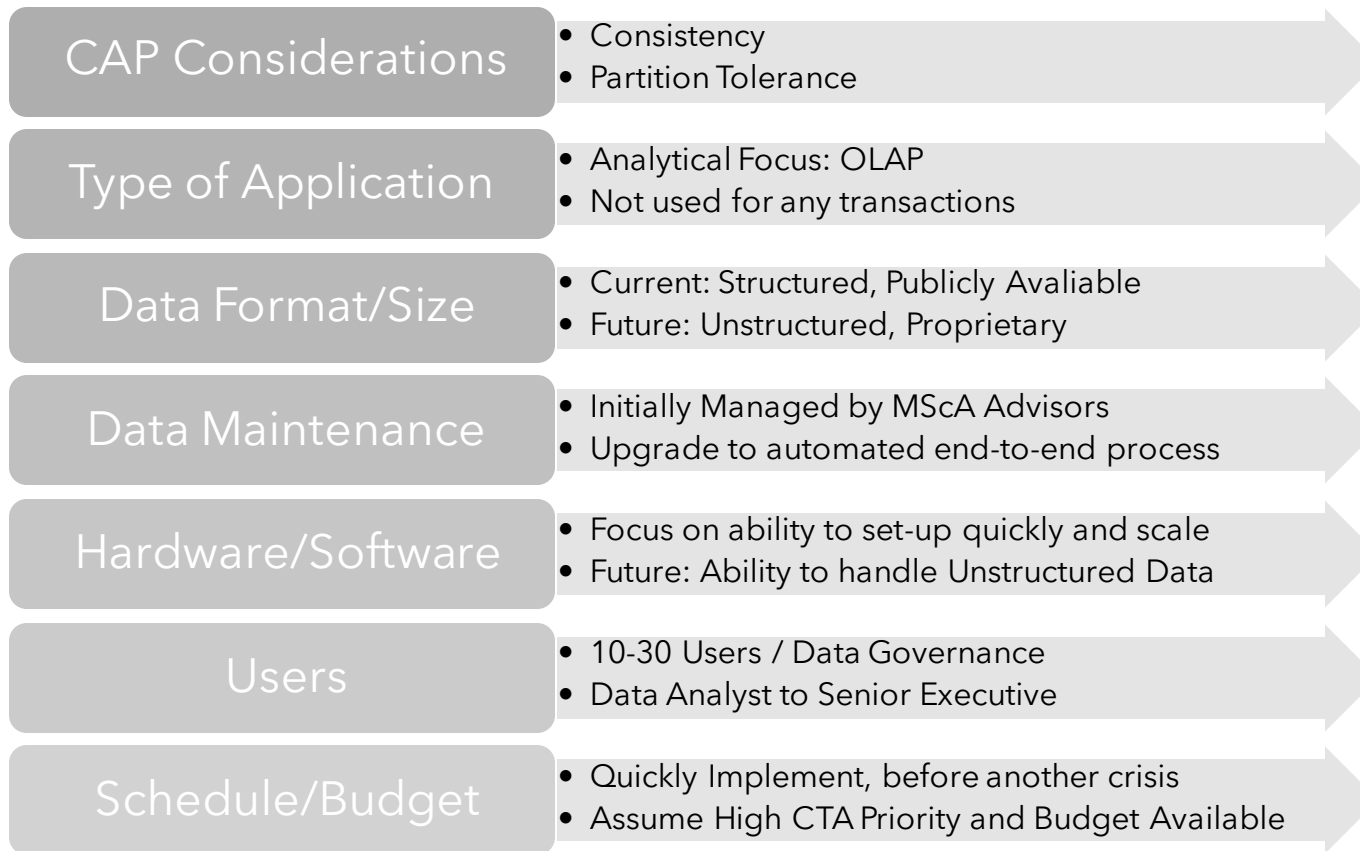 CAP Considerations
• Consistency
• Partition Tolerance
Type of Application
• Analytical Focus: OLAP
• Not used for any transactions
Data Format/Size
• Current: Structured, Publicly Avaliable
• Future: Unstructured, Proprietary
Data Maintenance
• Initially Managed by MScA Advisors
• Upgrade to automated end-to-end process
Hardware/Software
• Focus on ability to set-up quickly and scale
• Future: Ability to handle Unstructured Data
Users
• 10-30 Users / Data Governance
• Data Analyst to Senior Executive
Schedule/Budget
• Quickly Implement, before another crisis
• Assume High CTA Priority and Budget Available